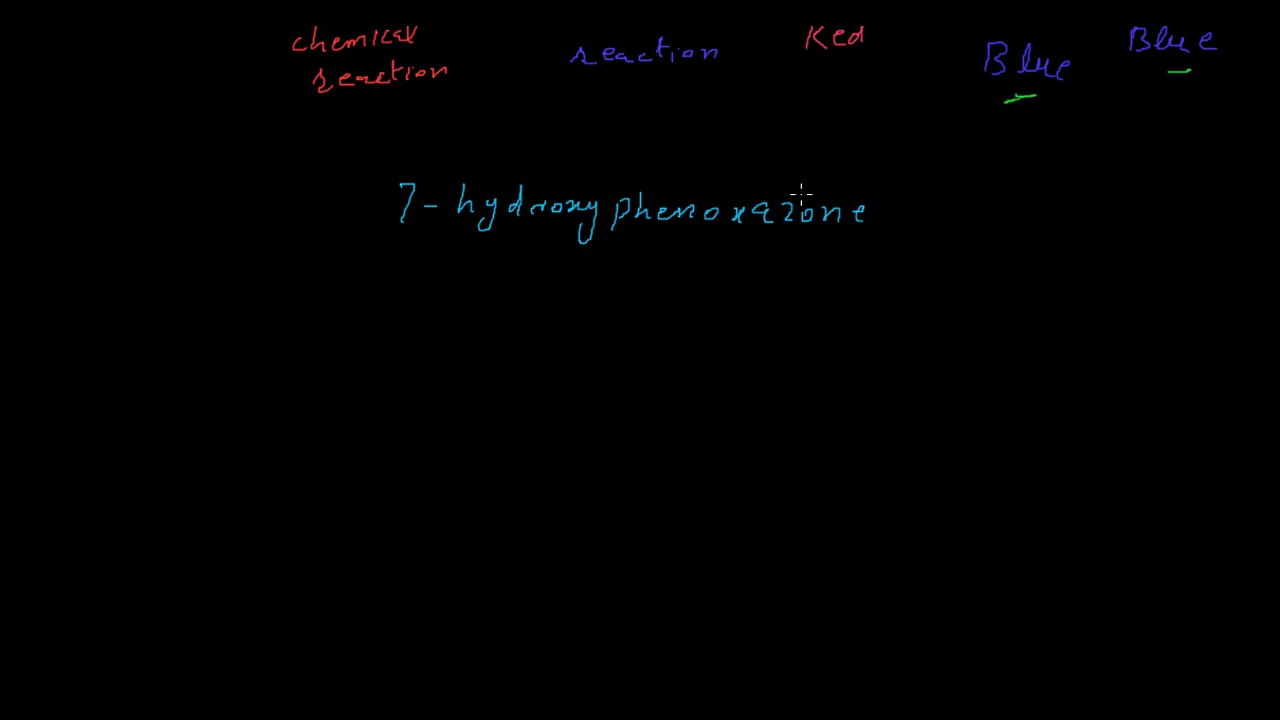 chemical
reaction
reaction
Red
Blue
Blue
7-hydroxyphenoxazone